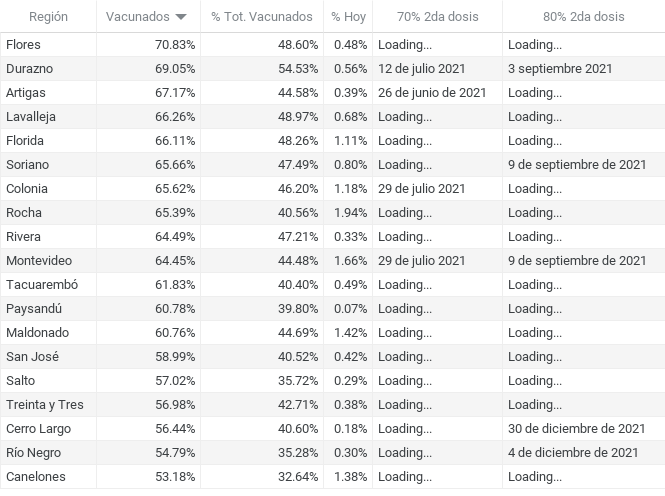 Región Vacunados % Tot. Vacunados % Hoy 70% 2da dosis 80% 2da dosis
Flores 70.83% 48.60% 0.48% Loading... Loading...
Durazno 69.05% 54.53% 0.56% 12 de julio 2021 3 septiembre 2021
Artigas 67.17% 44.58% 0.39% 26 de junio de 2021 Loading...
Lavalleja 66.26% 48.97% 0.68% Loading... Loading...
Florida 66.11% 48.26% 1.11% Loading... Loading...
Soriano 65.66% 47.49% 0.80% Loading... 9 de septiembre de 2021
Colonia 65.62% 46.20% 1.18% 29 de julio 2021 Loading...
Rocha 65.39% 40.56% 1.94% Loading... Loading...
Rivera 64.49% 47.21% 0.33% Loading... Loading...
Montevideo 64.45% 44.48% 1.66% 29 de julio 2021 9 de septiembre de 2021
Tacuarembó 61.83% 40.40% 0.49% Loading... Loading...
Paysandú 60.78% 39.80% 0.07% Loading... Loading...
Maldonado 60.76% 44.69% 1.42% Loading... Loading...
San José 58.99% 40.52% 0.42% Loading... Loading...
Salto 57.02% 35.72% 0.29% Loading... Loading...
Treinta y Tres 56.98% 42.71% 0.38% Loading... Loading...
Cerro Largo 56.44% 40.60% 0.18% Loading... 30 de diciembre de 2021
Río Negro 54.79% 35.28% 0.30% Loading... 4 de diciembre de 2021
Canelones 53.18% 32.64% 1.38% Loading... Loading...